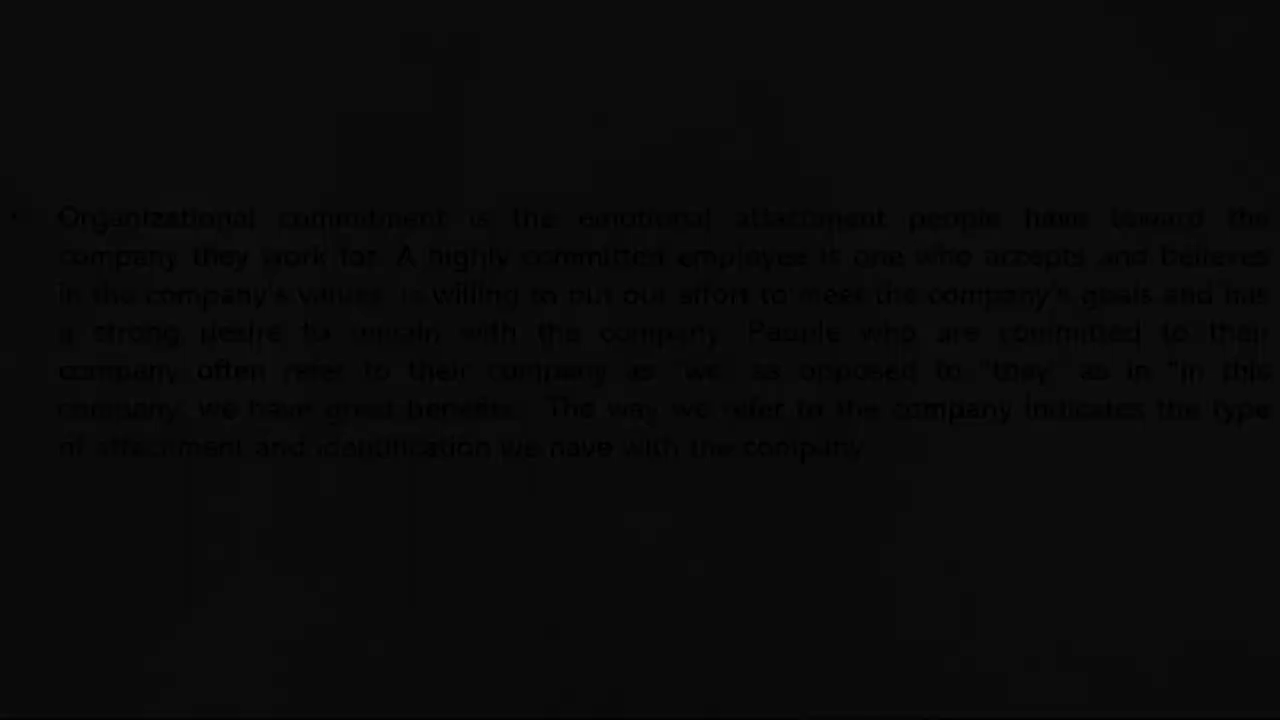 • Organizational commitment is the emotional attachment people have toward the
company they work for. A highly committed employee is one who accepts and believes
in the company's values, is willing to put out effort to meet the company's goals and has
a strong desire to remain with the company. People who are committed to their
company often refer to their company as "we" as opposed to "they" as in "in this
company, we have great benefits." The way we refer to the company indicates the type
of attachment and identification we have with the company.